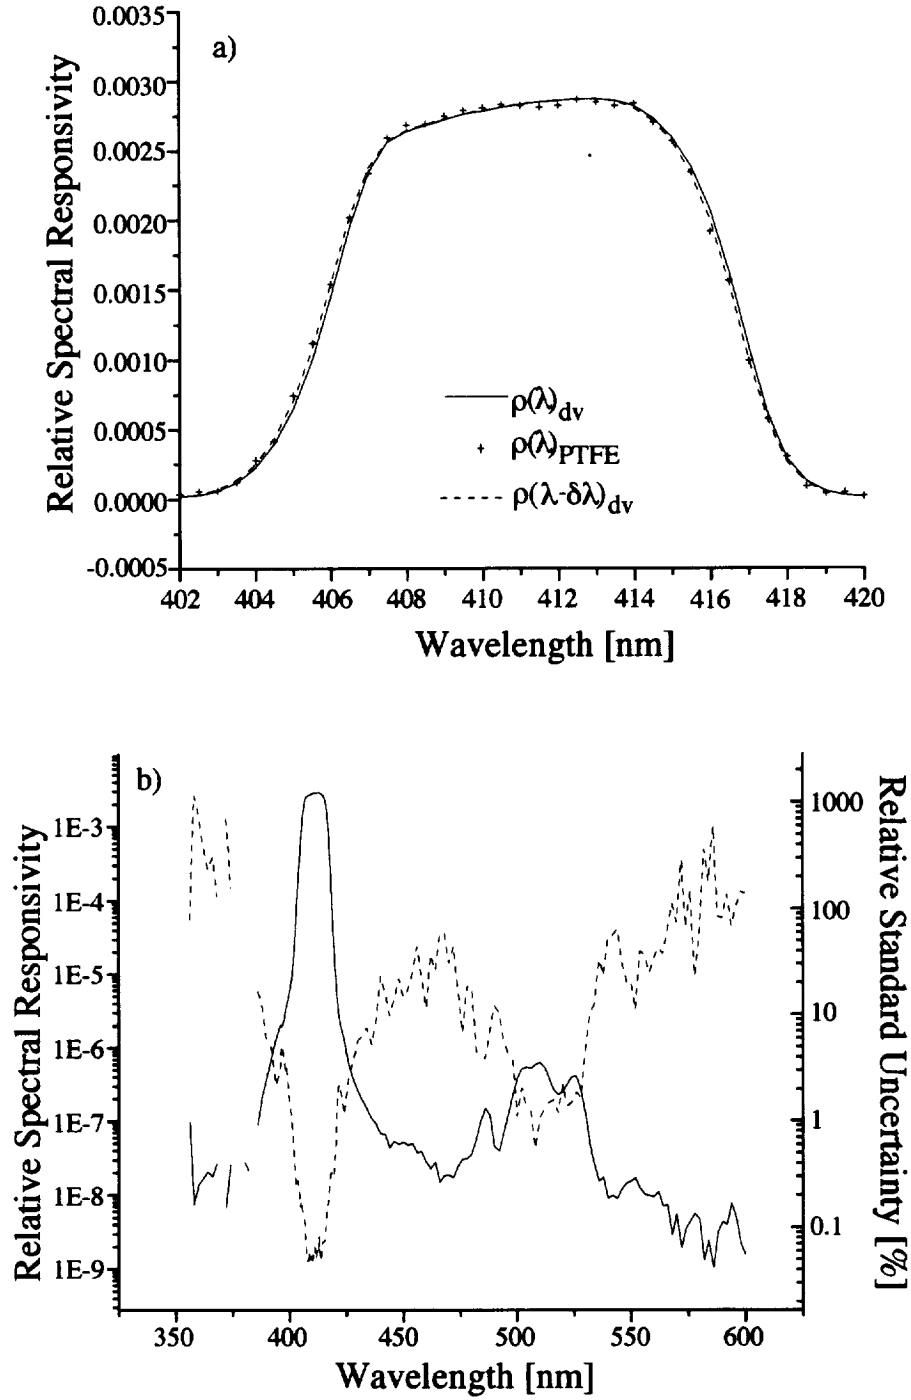 a)
Relative Spectral Responsivity
0.0035
0.0030
0.0025
0.0020
0.0015
0.0010
0.0005
0.0000
-0.0005
ρ(λ)dv
ρ(λ)PTFE
ρ(λ-δλ)dv
402 404 406 408 410 412 414 416 418 420
Wavelength [nm]
b)
Relative Spectral Responsivity
1E-3
1E-4
1E-5
1E-6
1E-7
1E-8
1E-9
1000
100
10
1
0.1
Relative Standard Uncertainty [%]
350 400 450 500 550 600
Wavelength [nm]